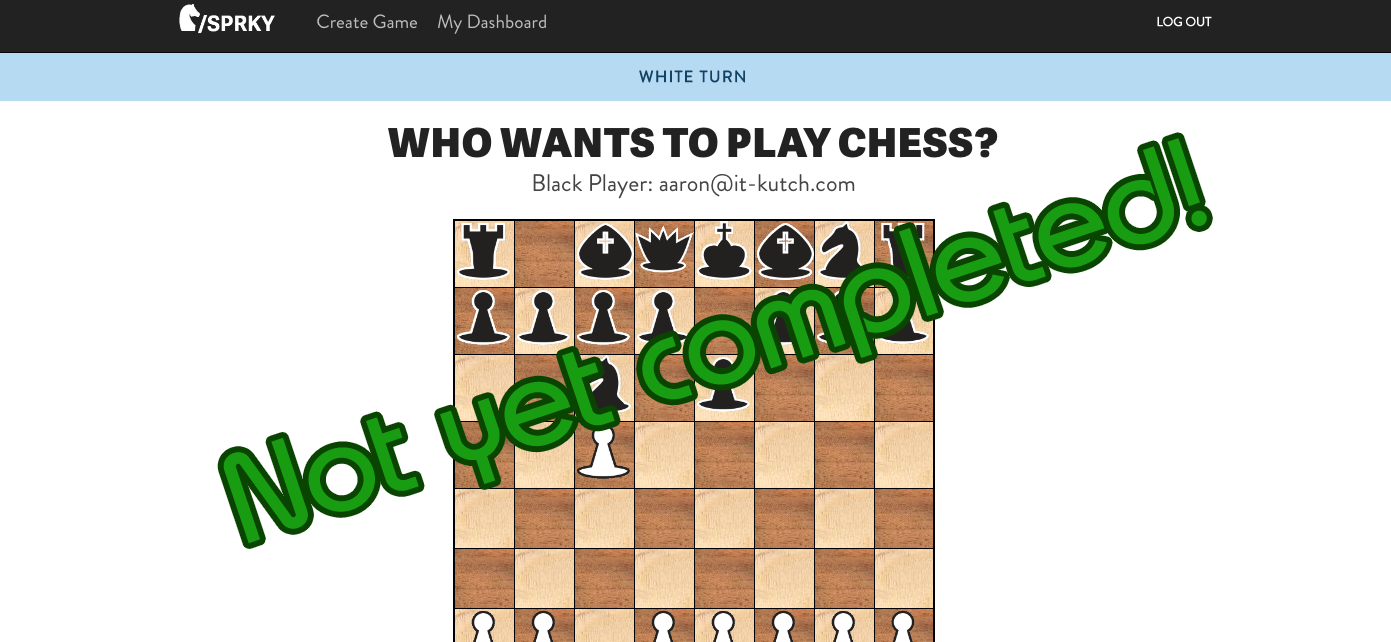 /SPRKY
Create Game
My Dashboard
LOG OUT
WHITE TURN
WHO WANTS TO PLAY CHESS?
Black Player: aaron@it-kutch.com
Not yet completed!